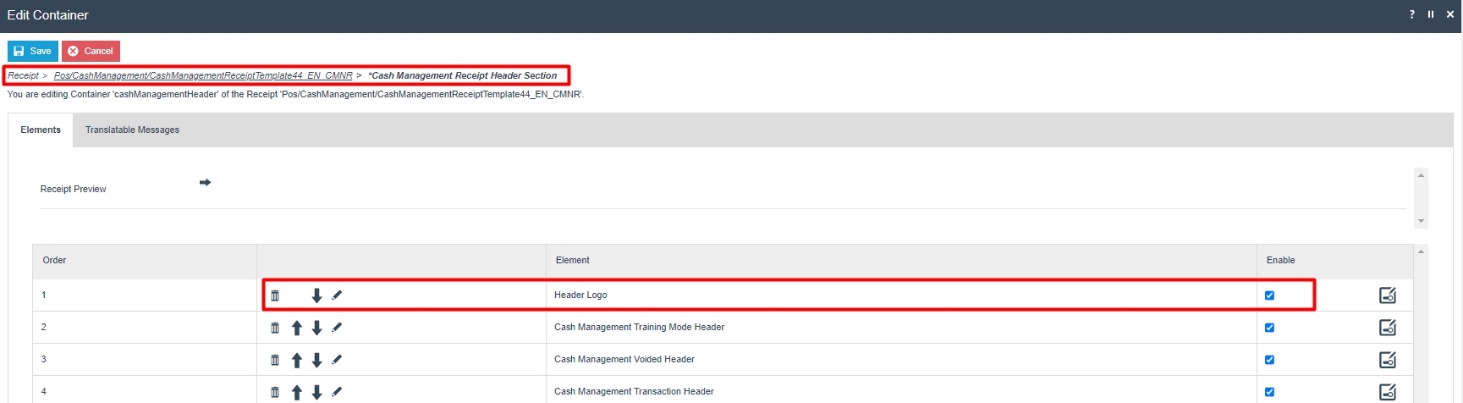 Edit Container
? II ×
Save Cancel
Receipt > Pos/CashManagement/CashManagementReceiptTemplate44_EN_CMNR > *Cash Management Receipt Header Section
You are editing Container 'cashManagementHeader' of the Receipt 'Pos/CashManagement/CashManagementReceiptTemplate44_EN_CMNR'.
Elements Translatable Messages
Receipt Preview
Order Element Enable
1 Header Logo
2 Cash Management Training Mode Header
3 Cash Management Voided Header
4 Cash Management Transaction Header